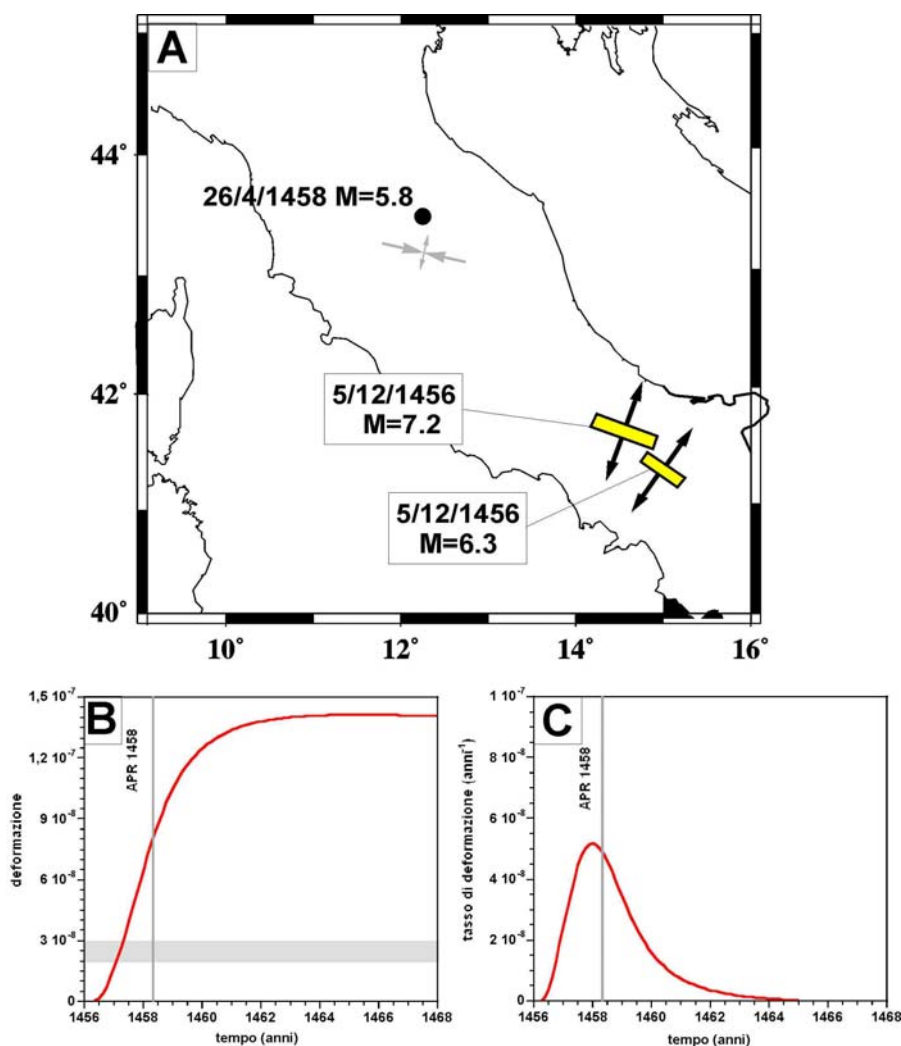 A
44°
26/4/1458 M=5.8
42°
5/12/1456
M=7.2
5/12/1456
M=6.3
40°
10°
12°
14°
16°
B
1,5 10⁻⁷
1,2 10⁻⁷
9 10⁻⁸
6 10⁻⁸
3 10⁻⁸
0
deformazione
APR 1458
1456
1458
1460
1462
1464
1466
1468
tempo (anni)
C
1 10⁻⁷
8 10⁻⁸
6 10⁻⁸
4 10⁻⁸
2 10⁻⁸
0
tasso di deformazione (anni⁻¹)
APR 1458
1456
1458
1460
1462
1464
1466
1468
tempo (anni)